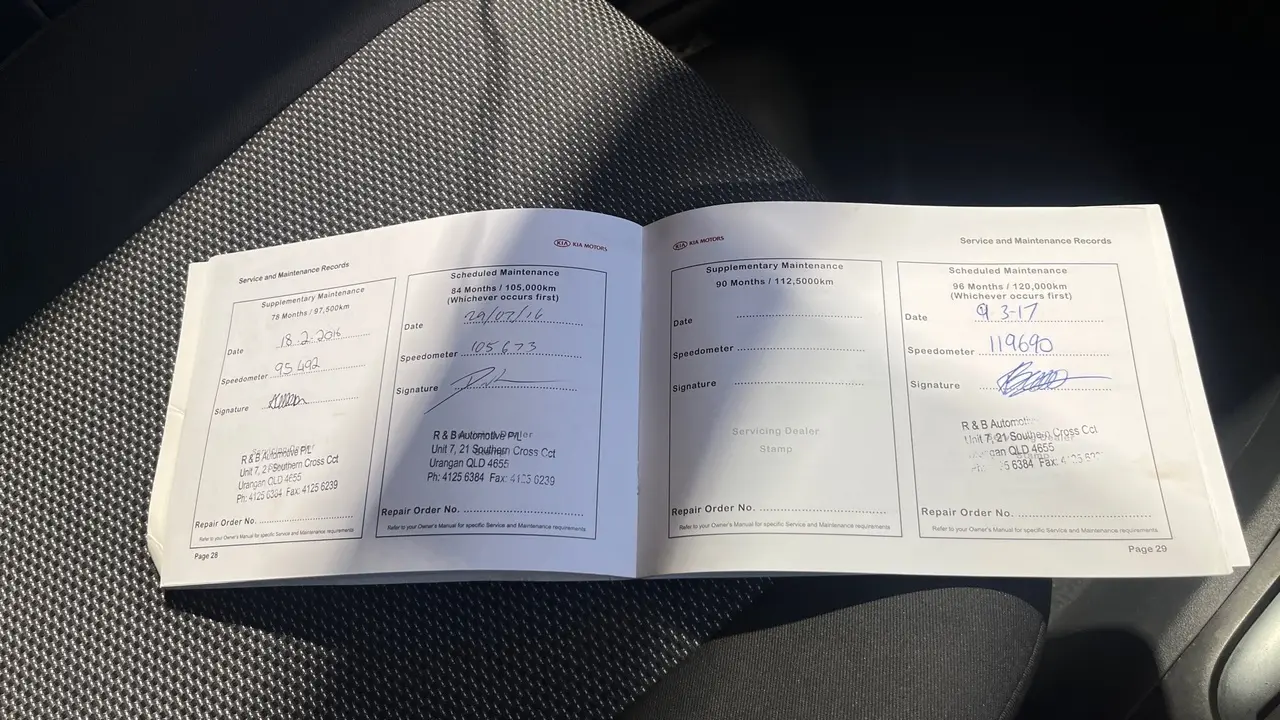 KIA KIA MOTORS
Service and Maintenance Records
Supplementary Maintenance
78 Months / 97,500km
Date 18.2.2016
Speedometer 95492
Signature
R & B Automotive P/L
Unit 7, 21 Southern Cross Cct
Urangan QLD 4655
Ph: 4125 6384 Fax: 4125 6239
Repair Order No.
Refer to your Owner's Manual for specific Service and Maintenance requirements
Page 28
Scheduled Maintenance
84 Months / 105,000km
(Whichever occurs first)
Date 29/07/16
Speedometer 105673
Signature
R & B Automotive P/L
Unit 7, 21 Southern Cross Cct
Urangan QLD 4655
Ph: 4125 6384 Fax: 4125 6239
Repair Order No.
Refer to your Owner's Manual for specific Service and Maintenance requirements
KIA KIA MOTORS
Service and Maintenance Records
Supplementary Maintenance
90 Months / 112,5000km
Date
Speedometer
Signature
Servicing Dealer
Stamp
Repair Order No.
Refer to your Owner's Manual for specific Service and Maintenance requirements
Scheduled Maintenance
96 Months / 120,000km
(Whichever occurs first)
Date 9 3-17
Speedometer 119690
Signature
R & B Automotive
Unit 7, 21 Southern Cross Cct
Urangan QLD 4655
6384 Fax:
Repair Order No.
Refer to your Owner's Manual for specific Service and Maintenance requirements
Page 29